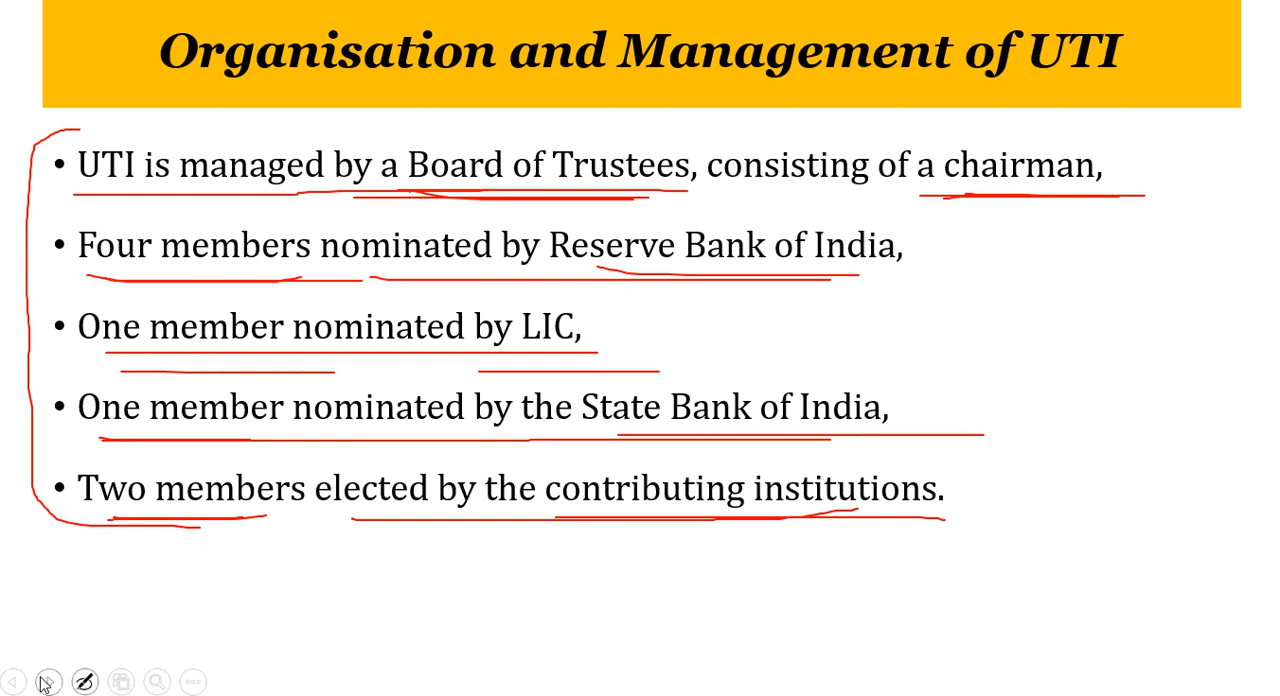 Organisation and Management of UTI
• UTI is managed by a Board of Trustees, consisting of a chairman,
• Four members nominated by Reserve Bank of India,
• One member nominated by LIC,
• One member nominated by the State Bank of India,
• Two members elected by the contributing institutions.